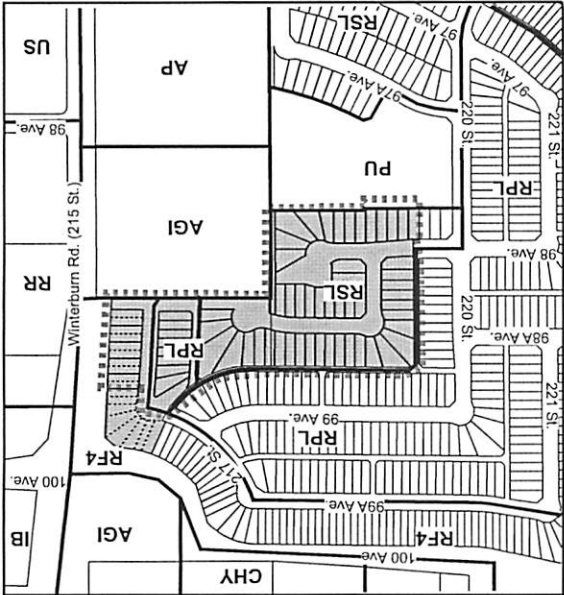 CHY
100 Ave.
AGI
IB
RF4
99A Ave.
100 Ave.
RF4
217 St.
RPL
99 Ave.
221 St.
98A Ave.
220 St.
RPL
RSL
RR
98 Ave.
Winterburn Rd. (215 St.)
AGI
RPL
PU
221 St.
220 St.
98 Ave.
97A Ave.
97 Ave.
AP
US
RSL
97 Ave.